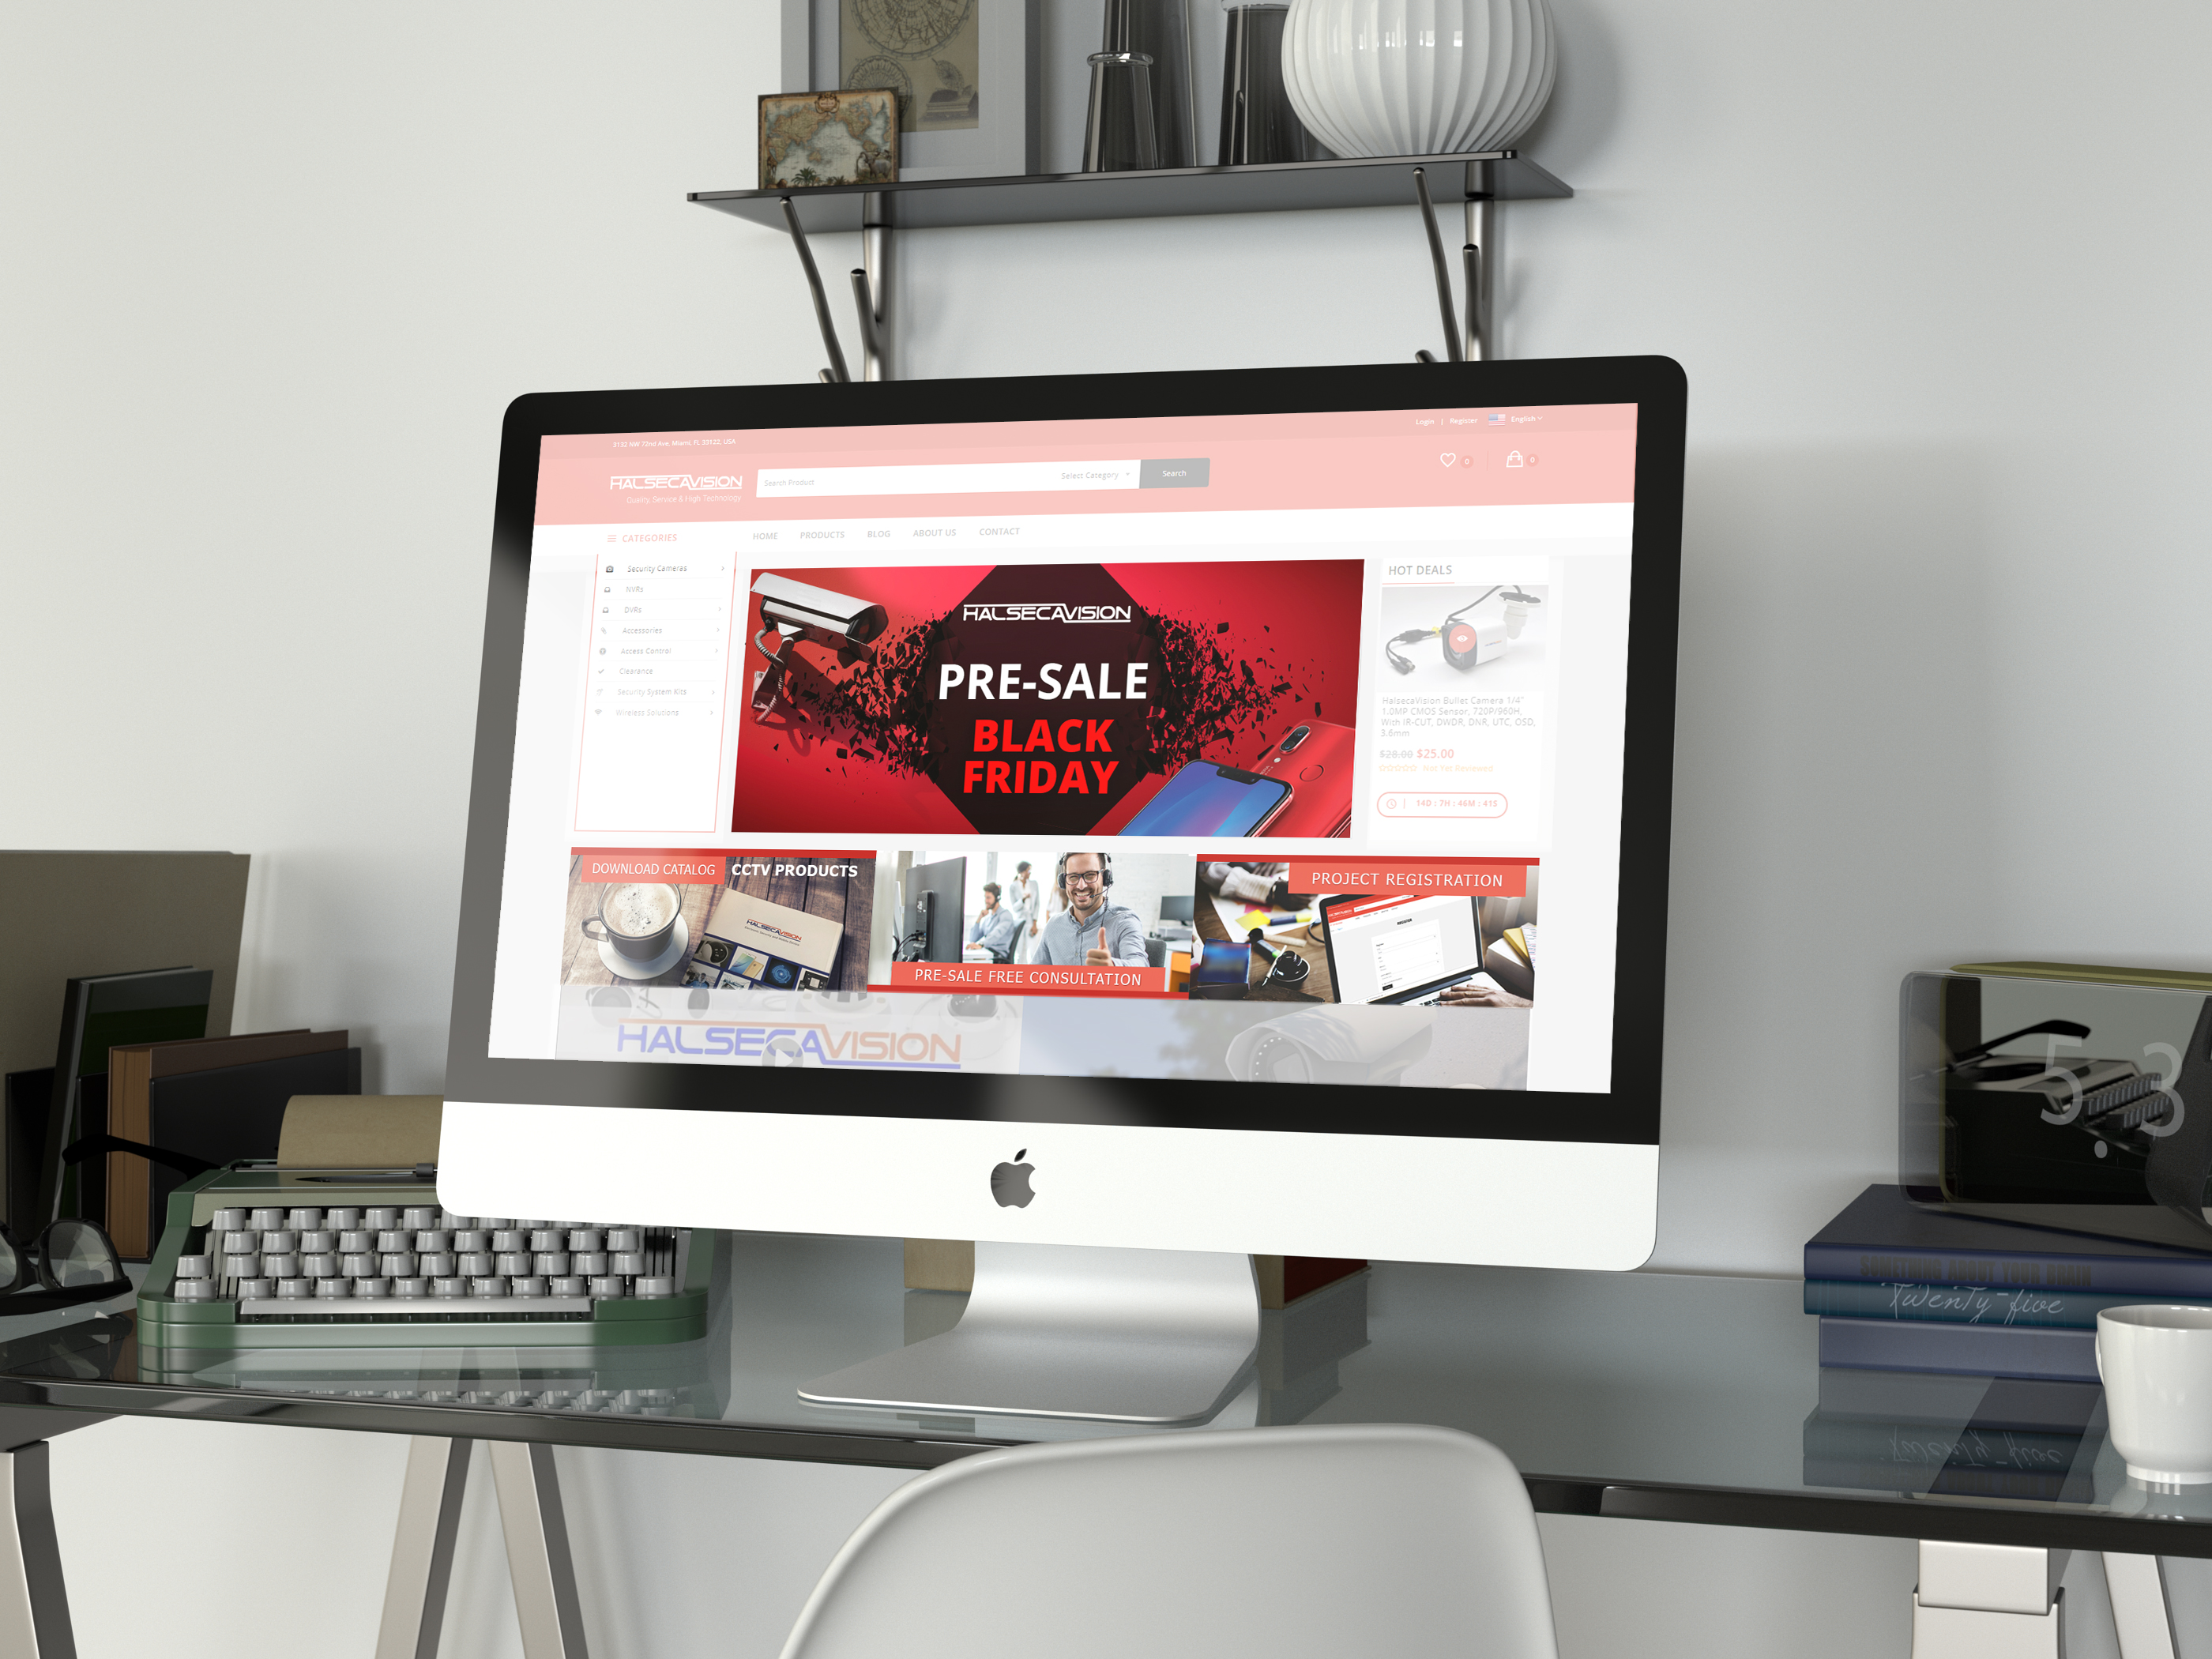 3132 NW 72nd Ave, Miami, FL 33122, USA
Login | Register English
HALSECAVISION
Quality, Service & High Technology
Search Product
Select Category
Search
0
0
CATEGORIES
HOME
PRODUCTS
BLOG
ABOUT US
CONTACT
Security Cameras
NVRs
DVRs
Accessories
Access Control
Clearance
Security System Kits
Wireless Solutions
HALSECAVISION
PRE-SALE
BLACK
FRIDAY
HOT DEALS
HalsecaVision Bullet Camera 1/4"
1.0MP CMOS Sensor, 720P/960H,
With IR-CUT, DWDR, DNR, UTC, OSD,
3.6mm
$28.00 $25.00
Not Yet Reviewed
14D : 7H : 46M : 41S
DOWNLOAD CATALOG
CCTV PRODUCTS
HALSECAVISION
PRE-SALE FREE CONSULTATION
PROJECT REGISTRATION
REGISTER
HALSECAVISION
5.3
Twenty-five